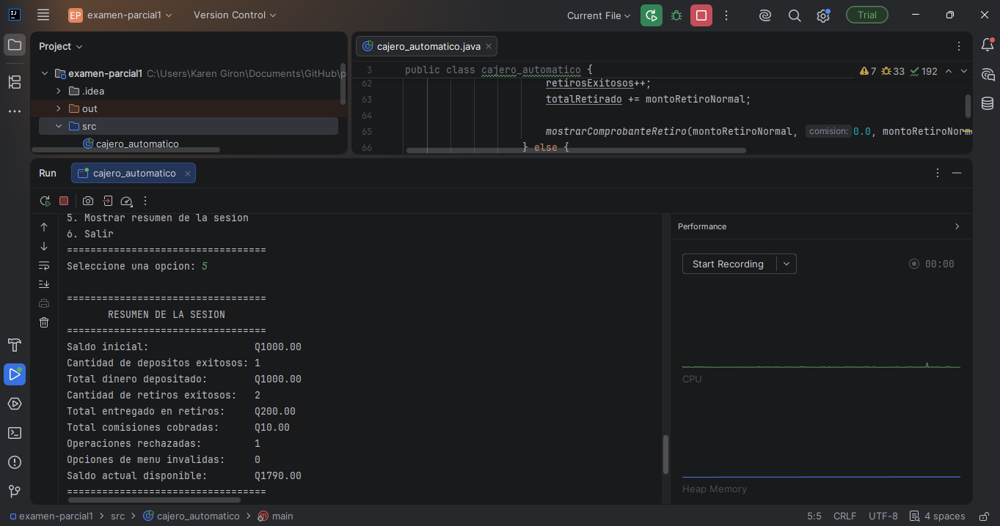 EP examen-parcial1 Version Control Current File Trial
Project
examen-parcial1 C:\Users\Karen Giron\Documents\GitHub\p
.idea
out
src
cajero_automatico
cajero_automatico.java
3 public class cajero_automatico {
7 33 192
62 retirosExitosos++;
63 totalRetirado += montoRetiroNormal;
64
65 mostrarComprobanteRetiro(montoRetiroNormal, comision: 0.0, montoRetiroNorm
66 } else {
Run cajero_automatico
5. Mostrar resumen de la sesion
6. Salir
==================================
Seleccione una opcion: 5
==================================
RESUMEN DE LA SESION
==================================
Saldo inicial: Q1000.00
Cantidad de depositos exitosos: 1
Total dinero depositado: Q1000.00
Cantidad de retiros exitosos: 2
Total entregado en retiros: Q200.00
Total comisiones cobradas: Q10.00
Operaciones rechazadas: 1
Opciones de menu invalidas: 0
Saldo actual disponible: Q1790.00
==================================
Performance
Start Recording 00:00
CPU
Heap Memory
examen-parcial1 > src > cajero_automatico > main 5:5 CRLF UTF-8 4 spaces